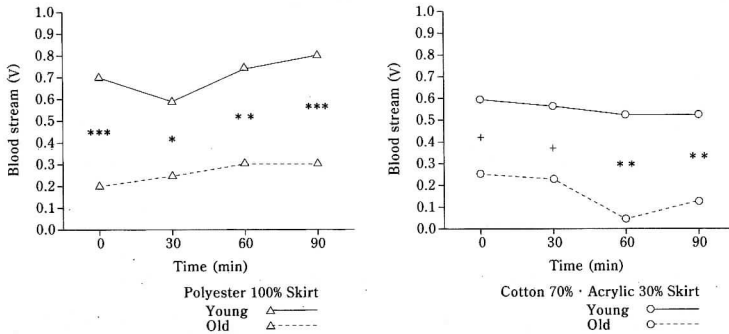 Blood stream (V)
1.0
0.9
0.8
0.7
0.6
0.5
0.4
0.3
0.2
0.1
0.0
***
*
**
***
0 30 60 90
Time (min)
Polyester 100% Skirt
Young
Old
Blood stream (V)
1.0
0.9
0.8
0.7
0.6
0.5
0.4
0.3
0.2
0.1
0.0
+
+
**
**
0 30 60 90
Time (min)
Cotton 70% · Acrylic 30% Skirt
Young
Old